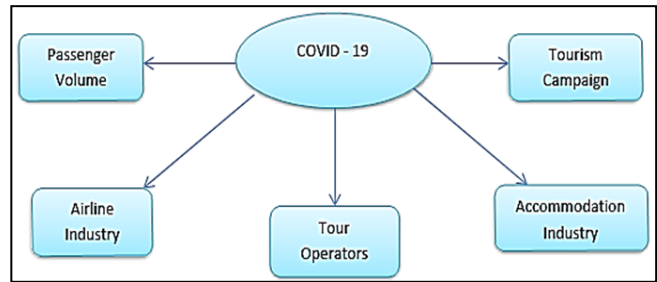 COVID - 19
Passenger
Volume
Tourism
Campaign
Airline
Industry
Tour
Operators
Accommodation
Industry